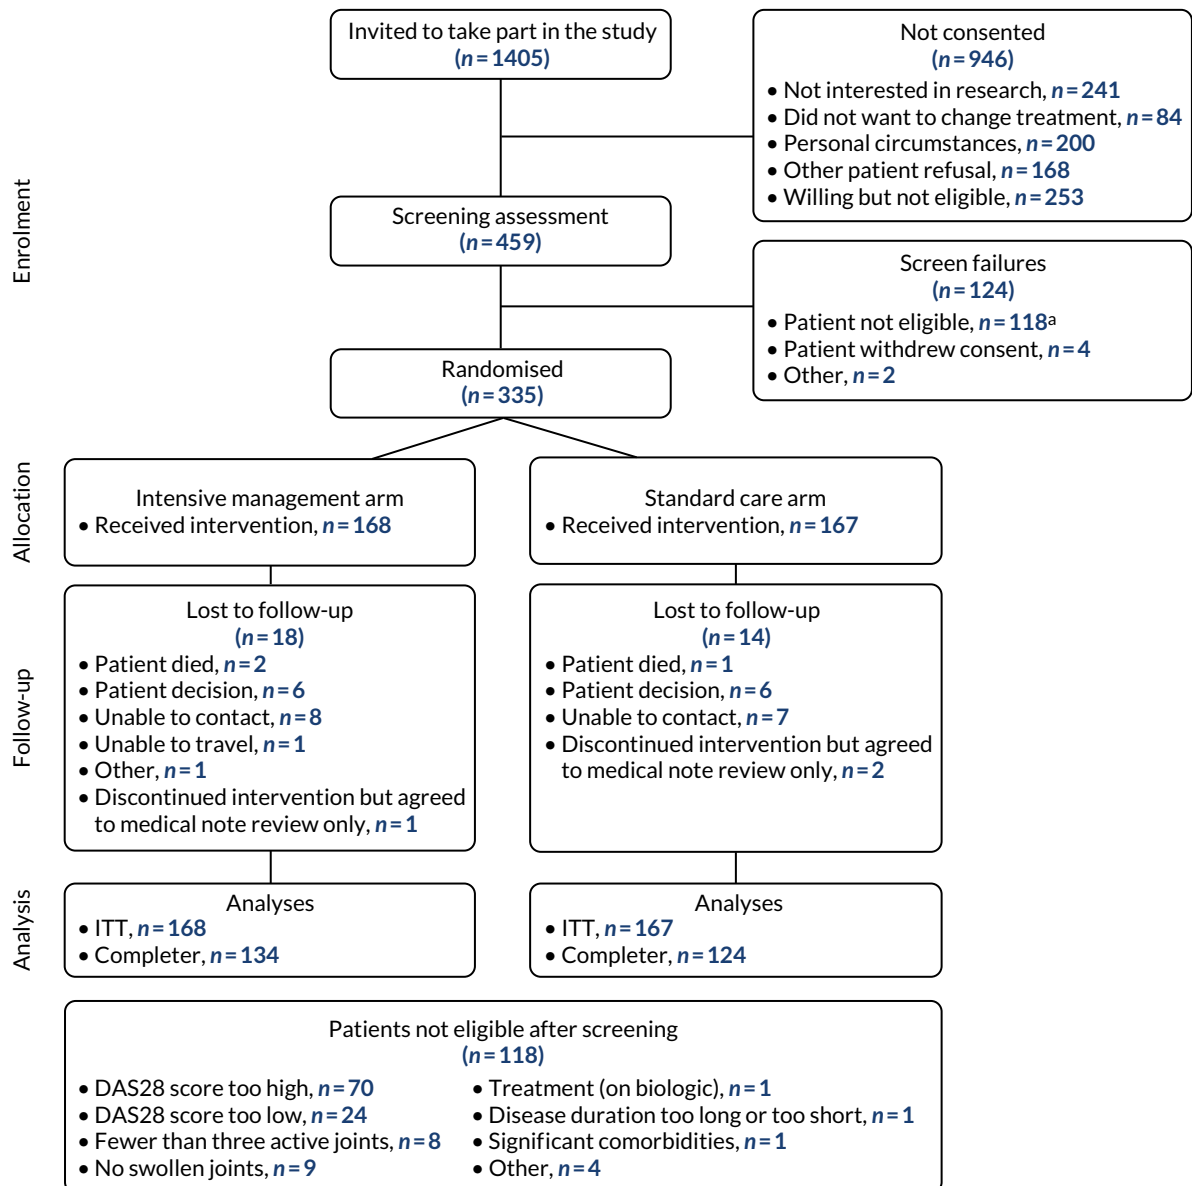 Invited to take part in the study
(n=1405)
Not consented
(n=946)
• Not interested in research, n=241
• Did not want to change treatment, n=84
• Personal circumstances, n=200
• Other patient refusal, n=168
• Willing but not eligible, n=253
Enrolment
Screening assessment
(n=459)
Screen failures
(n=124)
• Patient not eligible, n=118a
• Patient withdrew consent, n=4
• Other, n=2
Randomised
(n=335)
Allocation
Intensive management arm
• Received intervention, n=168
Standard care arm
• Received intervention, n=167
Follow-up
Lost to follow-up
(n=18)
• Patient died, n=2
• Patient decision, n=6
• Unable to contact, n=8
• Unable to travel, n=1
• Other, n=1
• Discontinued intervention but agreed
to medical note review only, n=1
Lost to follow-up
(n=14)
• Patient died, n=1
• Patient decision, n=6
• Unable to contact, n=7
• Discontinued intervention but agreed
to medical note review only, n=2
Analysis
Analyses
• ITT, n=168
• Completer, n=134
Analyses
• ITT, n=167
• Completer, n=124
Patients not eligible after screening
(n=118)
• DAS28 score too high, n=70
• DAS28 score too low, n=24
• Fewer than three active joints, n=8
• No swollen joints, n=9
• Treatment (on biologic), n=1
• Disease duration too long or too short, n=1
• Significant comorbidities, n=1
• Other, n=4